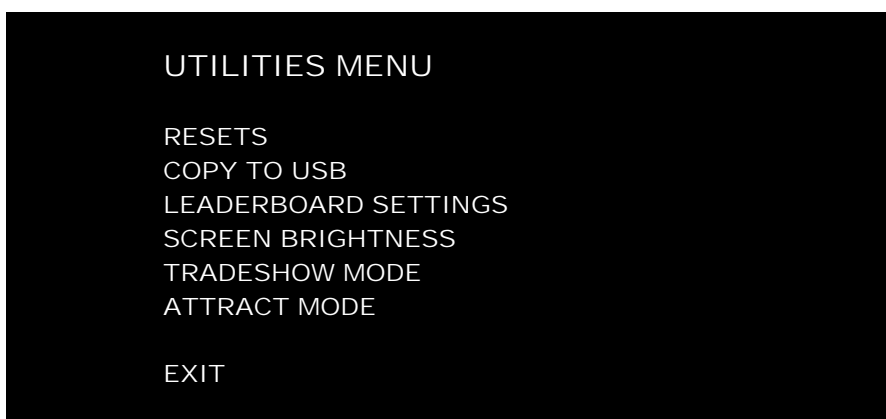 UTILITIES MENU
RESETS
COPY TO USB
LEADERBOARD SETTINGS
SCREEN BRIGHTNESS
TRADESHOW MODE
ATTRACT MODE
EXIT